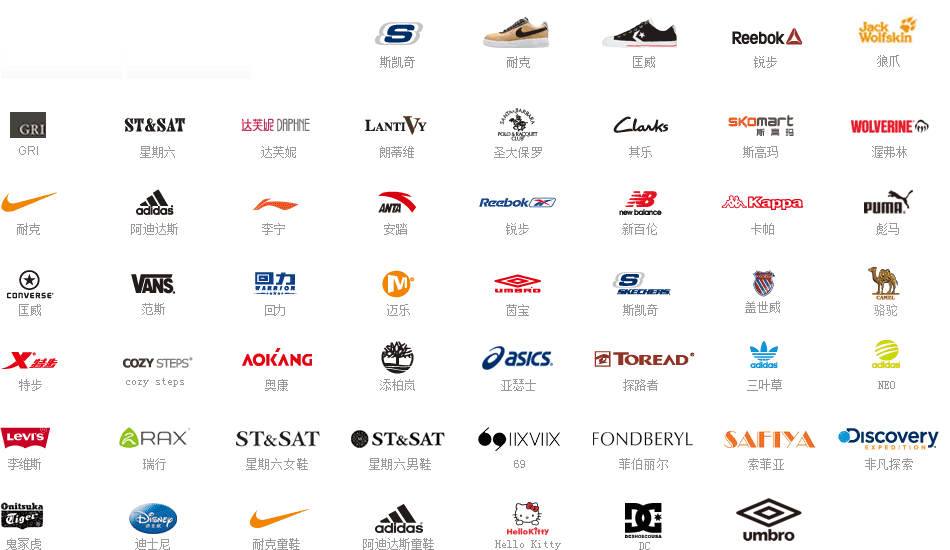 S
斯凯奇
耐克
匡威
Reebok
锐步
Jack Wolfskin
狼爪
GRI
GRI
ST&SAT
星期六
达芙妮 DAPHNE
达芙妮
LANTIVY
朗蒂维
SANTA BARBARA
POLO & RACQUET
CLUB
圣大保罗
Clarks
其乐
skomart
斯高玛
斯高玛
WOLVERINE
渥弗林
耐克
adidas
阿迪达斯
李宁
ANTA
安踏
Reebok
锐步
NB
new balance
新百伦
Kappa
卡帕
PUMA
彪马
CONVERSE
匡威
VANS
范斯
回力
WARRIOR
回力
M
迈乐
UMBRO
茵宝
S
SKECHERS
斯凯奇
盖世威
CAMEL
骆驼
X特步
特步
COZY STEPS
cozy steps
AOKANG
奥康
添柏岚
asics
亚瑟士
TOREAD
探路者
adidas
三叶草
adidas
NEO
LEVI'S
李维斯
RAX
瑞行
ST&SAT
星期六女鞋
ST&SAT
星期六男鞋
69 IIXVIIX
69
FONDBERYL
菲伯丽尔
SAFIYA
索菲亚
Discovery
EXPEDITION
非凡探索
Onitsuka
Tiger
鬼冢虎
Disney
迪士尼
耐克童鞋
adidas
阿迪达斯童鞋
HelloKitty
Hello Kitty
DC
DCSHOECOUSA
DC
umbro